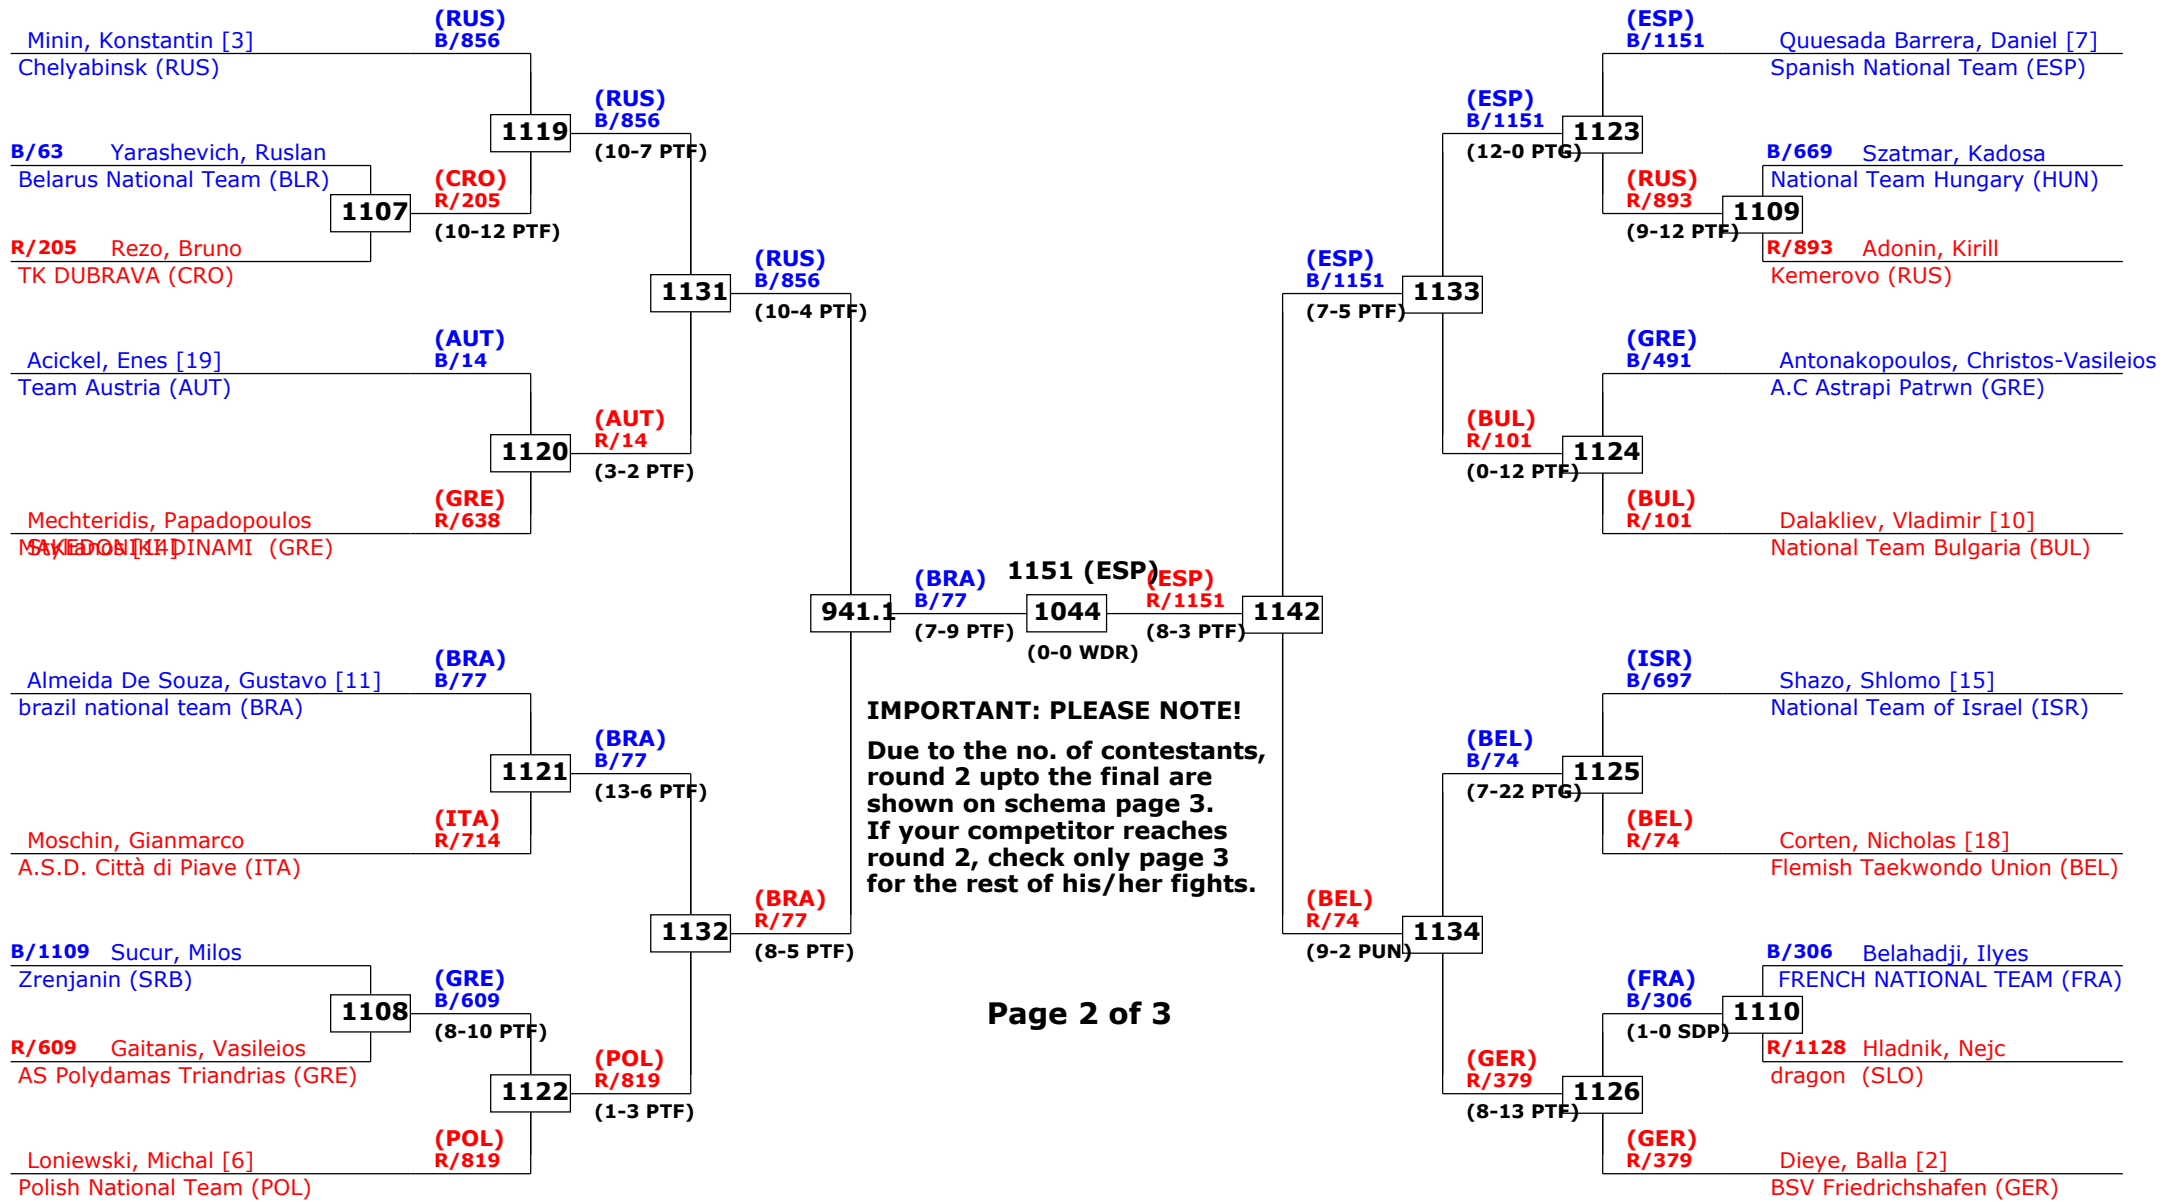 (RUS)
Minin, Konstantin [3] B/856
Chelyabinsk (RUS)
(RUS)
B/856
1119
(10-7 PTF)
B/63 Yarashevich, Ruslan
Belarus National Team (BLR)
(CRO)
R/205
1107
(10-12 PTF)
R/205 Rezo, Bruno
TK DUBRAVA (CRO)
(RUS)
B/856
1131
(10-4 PTF)
(AUT)
Acickel, Enes [19] B/14
Team Austria (AUT)
(AUT)
R/14
1120
(3-2 PTF)
(GRE)
Mechteridis, Papadopoulos R/638
Stylianos [14]
MAKEDONIKI DINAMI (GRE)
941.1
(BRA)
B/77
(7-9 PTF)
1151 (ESP)
1044
(0-0 WDR)
(ESP)
R/1151
(8-3 PTF)
1142
(BRA)
Almeida De Souza, Gustavo [11] B/77
brazil national team (BRA)
(BRA)
B/77
1121
(13-6 PTF)
(ITA)
Moschin, Gianmarco R/714
A.S.D. Città di Piave (ITA)
(BRA)
R/77
1132
(8-5 PTF)
B/1109 Sucur, Milos
Zrenjanin (SRB)
(GRE)
B/609
1108
(8-10 PTF)
R/609 Gaitanis, Vasileios
AS Polydamas Triandrias (GRE)
(POL)
R/819
1122
(1-3 PTF)
(POL)
Loniewski, Michal [6] R/819
Polish National Team (POL)
IMPORTANT: PLEASE NOTE!
Due to the no. of contestants,
round 2 upto the final are
shown on schema page 3.
If your competitor reaches
round 2, check only page 3
for the rest of his/her fights.
Page 2 of 3
(ESP)
B/1151 Quuesada Barrera, Daniel [7]
Spanish National Team (ESP)
(ESP)
B/1151
1123
(12-0 PTG)
B/669 Szatmar, Kadosa
National Team Hungary (HUN)
(RUS)
R/893
1109
(9-12 PTF)
R/893 Adonin, Kirill
Kemerovo (RUS)
(ESP)
B/1151
1133
(7-5 PTF)
(GRE)
B/491 Antonakopoulos, Christos-Vasileios
A.C Astrapi Patrwn (GRE)
(BUL)
R/101
1124
(0-12 PTF)
(BUL)
R/101 Dalakliev, Vladimir [10]
National Team Bulgaria (BUL)
(ISR)
B/697 Shazo, Shlomo [15]
National Team of Israel (ISR)
(BEL)
B/74
1125
(7-22 PTG)
(BEL)
R/74 Corten, Nicholas [18]
Flemish Taekwondo Union (BEL)
(BEL)
R/74
1134
(9-2 PUN)
B/306 Belahadji, Ilyes
FRENCH NATIONAL TEAM (FRA)
(FRA)
B/306
1110
(1-0 SDP)
R/1128 Hladnik, Nejc
dragon (SLO)
(GER)
R/379
1126
(8-13 PTF)
(GER)
R/379 Dieye, Balla [2]
BSV Friedrichshafen (GER)